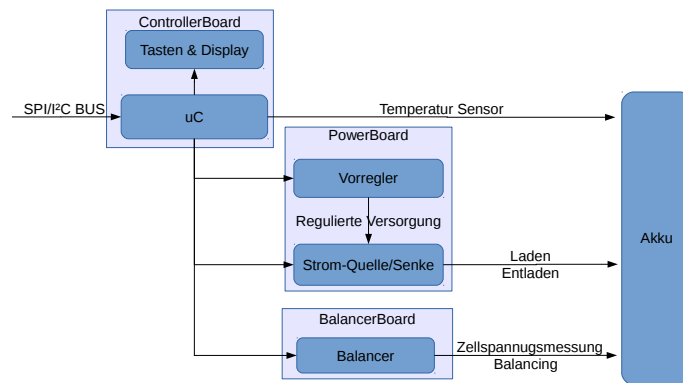 ControllerBoard
Tasten & Display
SPI/I²C BUS
uC
Temperatur Sensor
PowerBoard
Vorregler
Regulierte Versorgung
Strom-Quelle/Senke
Laden
Entladen
Akku
BalancerBoard
Balancer
Zellspannugsmessung
Balancing